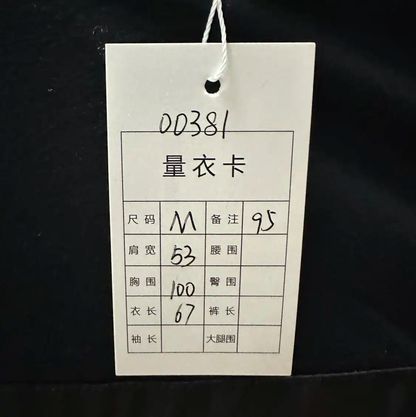 00381
量衣卡
尺码 M 备注 95
肩宽 53 腰围
胸围 100 臀围
衣长 67 裤长
袖长 大腿围